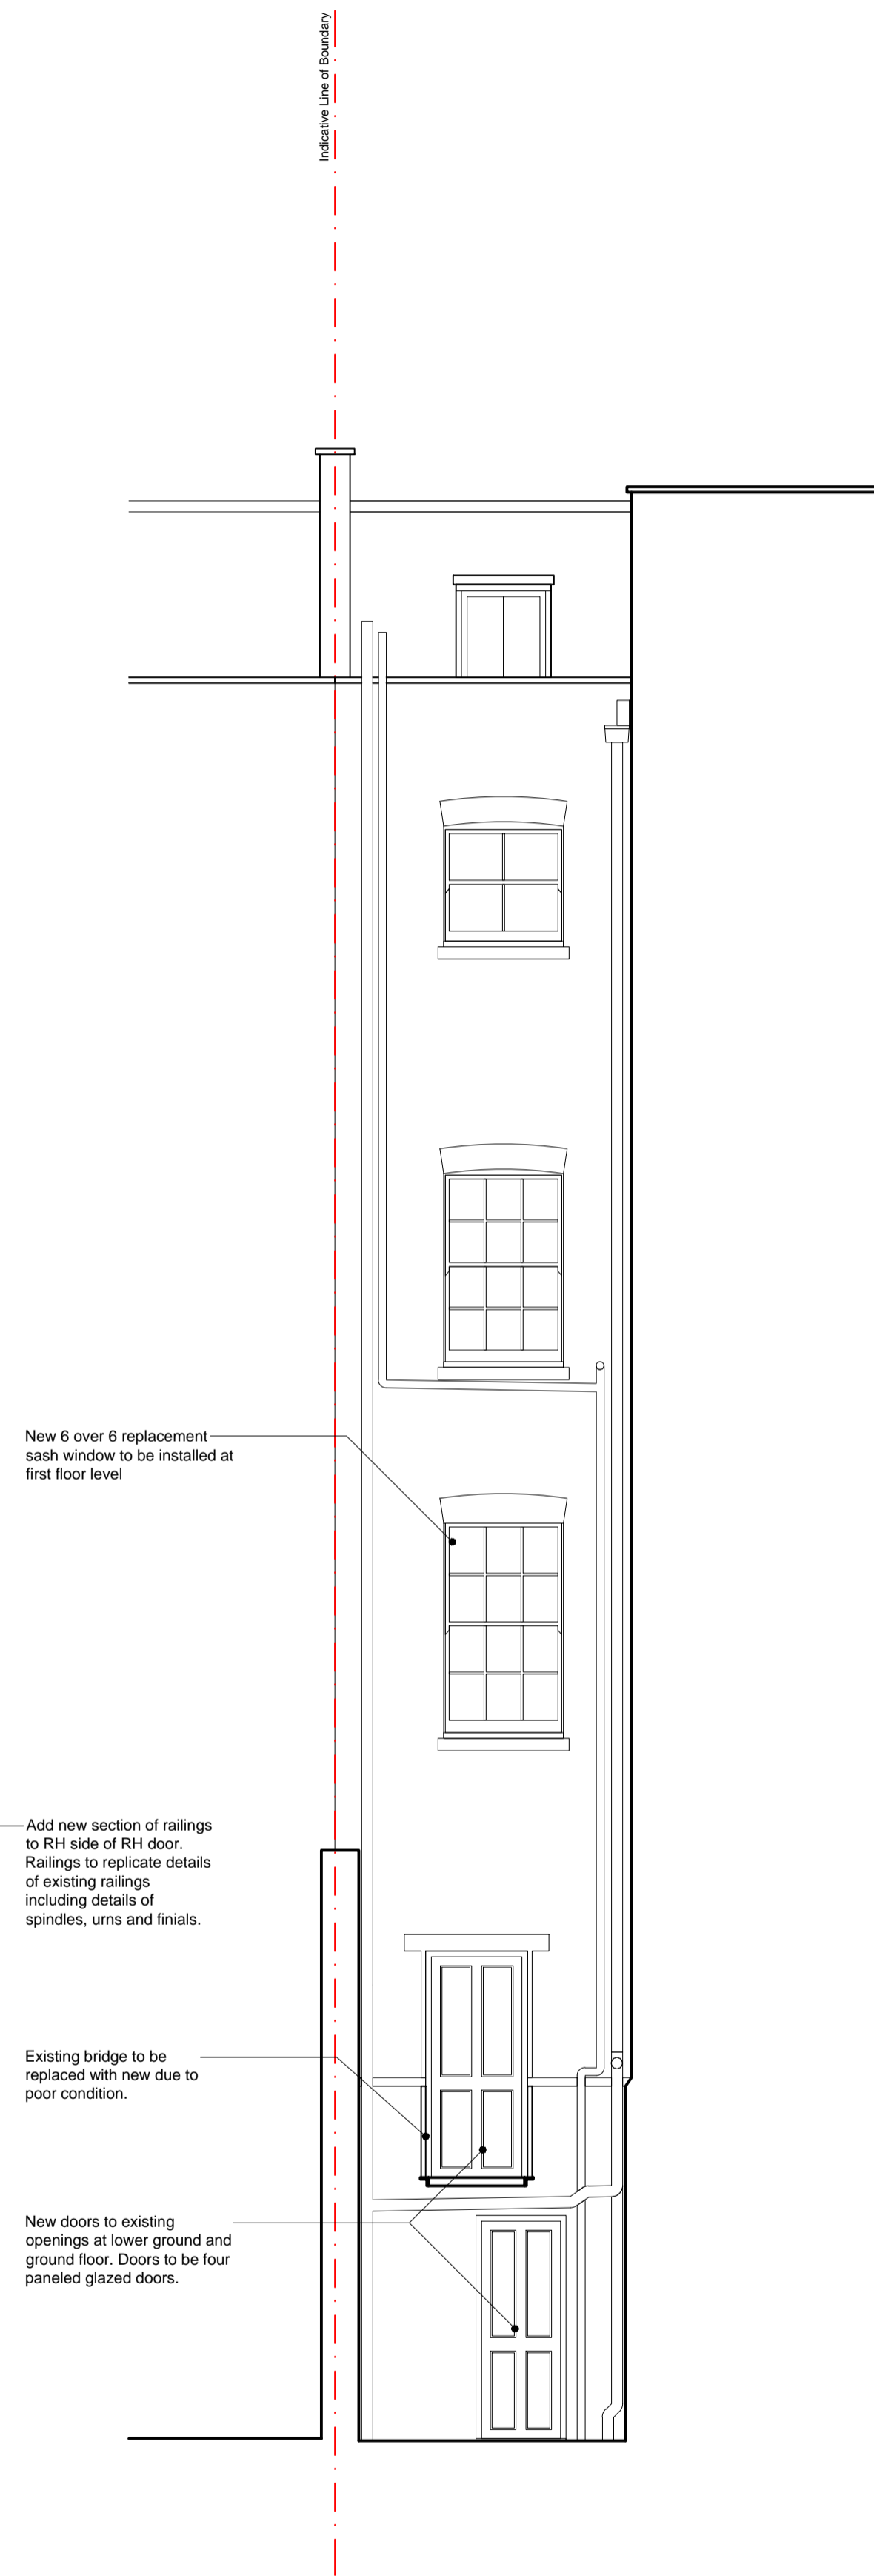 Indicative Line of Boundary
New 6 over 6 replacement
sash window to be installed at
first floor level
Add new section of railings
to RH side of RH door.
Railings to replicate details
of existing railings
including details of
spindles, urns and finials.
Existing bridge to be
replaced with new due to
poor condition.
New doors to existing
openings at lower ground and
ground floor. Doors to be four
paneled glazed doors.